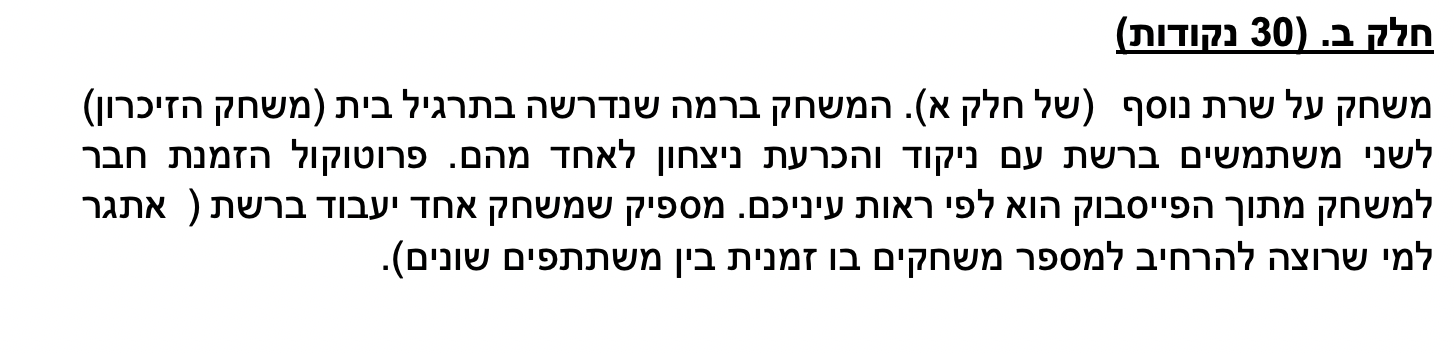 חלק ב. (30 נקודות)
משחק על שרת נוסף (של חלק א). המשחק ברמה שנדרשה בתרגיל בית (משחק הזיכרון)
לשני משתמשים ברשת עם ניקוד והכרעת ניצחון לאחד מהם. פרוטוקול הזמנת חבר
למשחק מתוך הפייסבוק הוא לפי ראות עיניכם. מספיק שמשחק אחד יעבוד ברשת ( אתגר
למי שרוצה להרחיב למספר משחקים בו זמנית בין משתתפים שונים).